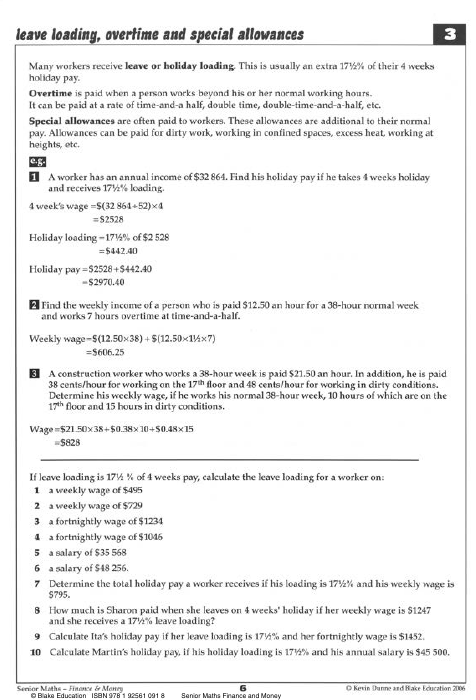 leave loading, overtime and special allowances 3
Many workers receive leave or holiday loading. This is usually an extra 17½% of their 4 weeks
holiday pay.
Overtime is paid when a person works beyond his or her normal working hours.
It can be paid at a rate of time-and-a half, double time, double-time-and-a-half, etc.
Special allowances are often paid to workers. These allowances are additional to their normal
pay. Allowances can be paid for dirty work, working in confined spaces, excess heat, working at
heights, etc.
e.g.
1 A worker has an annual income of $32 864. Find his holiday pay if he takes 4 weeks holiday
and receives 17½% loading.
4 week's wage =$(32 864÷52)×4
=$2528
Holiday loading =17½% of $2 528
=$442.40
Holiday pay =$2528+$442.40
=$2970.40
2 Find the weekly income of a person who is paid $12.50 an hour for a 38-hour normal week
and works 7 hours overtime at time-and-a-half.
Weekly wage=$(12.50×38) + $(12.50×1½×7)
=$606.25
3 A construction worker who works a 38-hour week is paid $21.50 an hour. In addition, he is paid
38 cents/hour for working on the 17th floor and 48 cents/hour for working in dirty conditions.
Determine his weekly wage, if he works his normal 38-hour week, 10 hours of which are on the
17th floor and 15 hours in dirty conditions.
Wage=$21.50×38+$0.38×10+$0.48×15
=$828
If leave loading is 17½ % of 4 weeks pay, calculate the leave loading for a worker on:
1 a weekly wage of $495
2 a weekly wage of $729
3 a fortnightly wage of $1234
4 a fortnightly wage of $1046
5 a salary of $35 568
6 a salary of $48 256.
7 Determine the total holiday pay a worker receives if his loading is 17½% and his weekly wage is
$795.
8 How much is Sharon paid when she leaves on 4 weeks' holiday if her weekly wage is $1247
and she receives a 17½% leave loading?
9 Calculate Ita's holiday pay if her leave loading is 17½% and her fortnightly wage is $1452.
10 Calculate Martin's holiday pay, if his holiday loading is 17½% and his annual salary is $45 500.
Senior Maths – Finance & Money 6 © Kevin Dunne and Blake Education 2006
© Blake Education ISBN 978 1 92561 091 8 Senior Maths Finance and Money